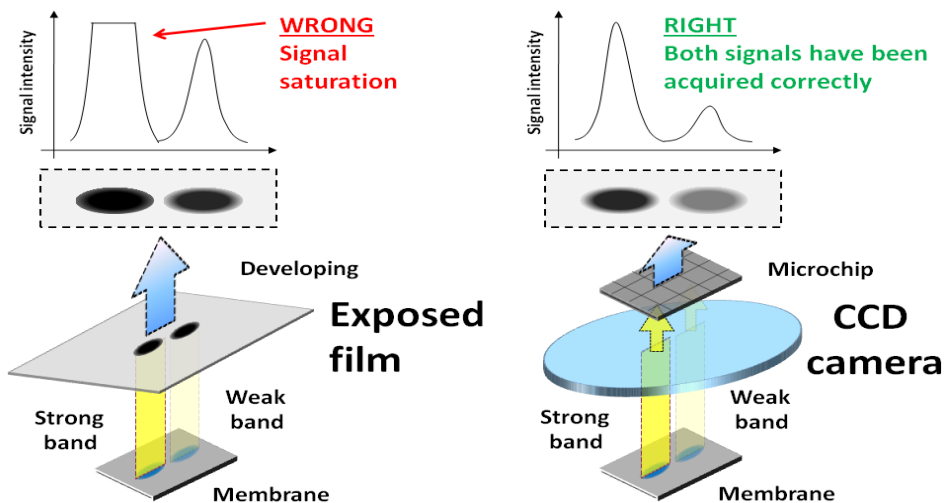 Signal intensity
WRONG
Signal
saturation
Developing
Exposed
film
Strong
band
Weak
band
Membrane
Signal intensity
RIGHT
Both signals have been
acquired correctly
Microchip
CCD
camera
Strong
band
Weak
band
Membrane